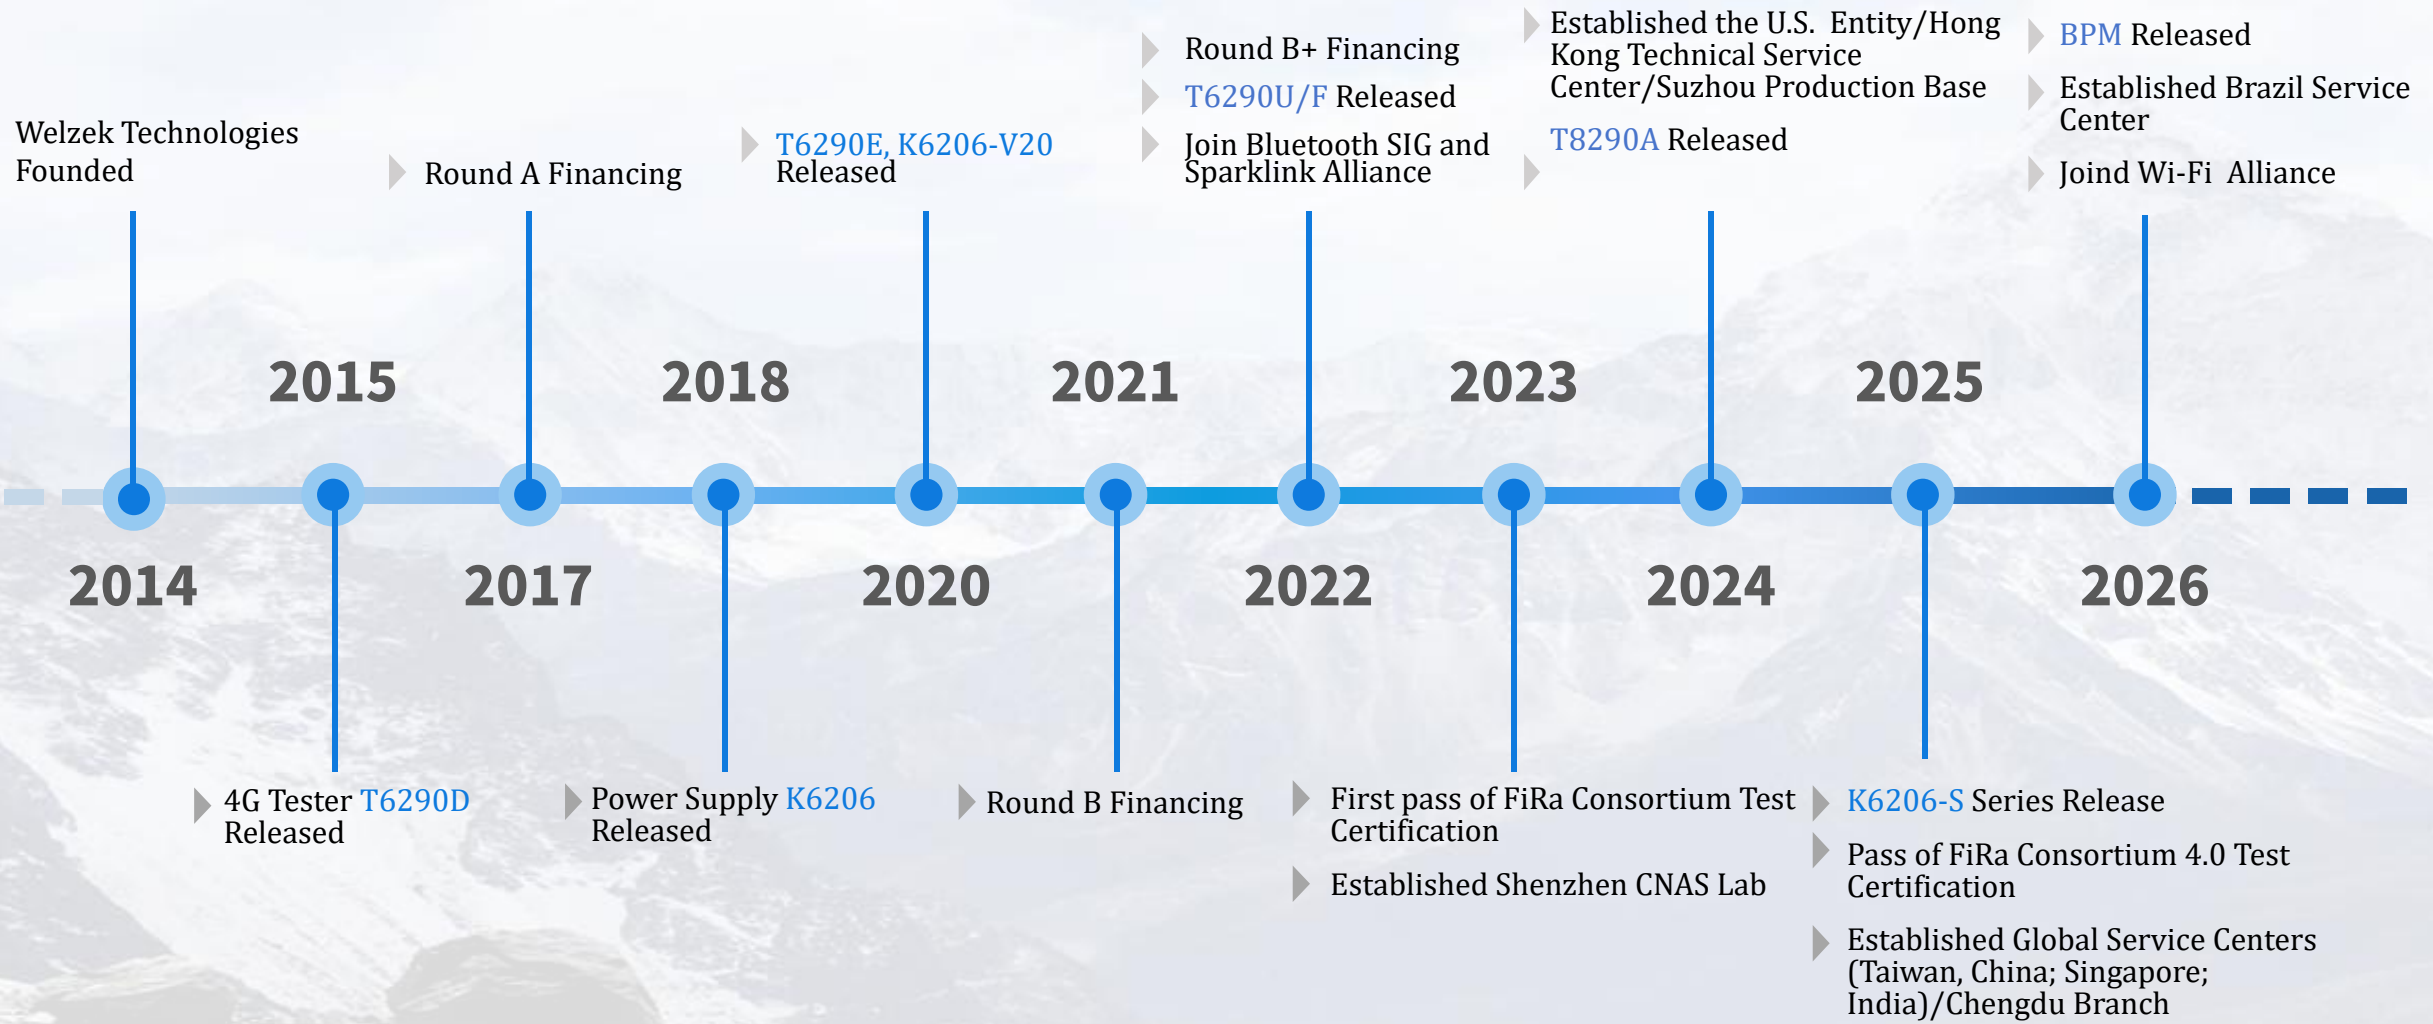 Welzek Technologies
Founded
Round A Financing
T6290E, K6206-V20
Released
Round B+ Financing
T6290U/F Released
Join Bluetooth SIG and
Sparklink Alliance
Established the U.S.  Entity/Hong
Kong Technical Service
Center/Suzhou Production Base
T8290A Released
BPM Released
Established Brazil Service
Center
Joind Wi-Fi  Alliance
2015
2018
2021
2023
2025
2014
2017
2020
2022
2024
2026
4G Tester T6290D
Released
Power Supply K6206
Released
Round B Financing
First pass of FiRa Consortium Test
Certification
Established Shenzhen CNAS Lab
K6206-S Series Release
Pass of FiRa Consortium 4.0 Test
Certification
Established Global Service Centers
(Taiwan, China; Singapore;
India)/Chengdu Branch